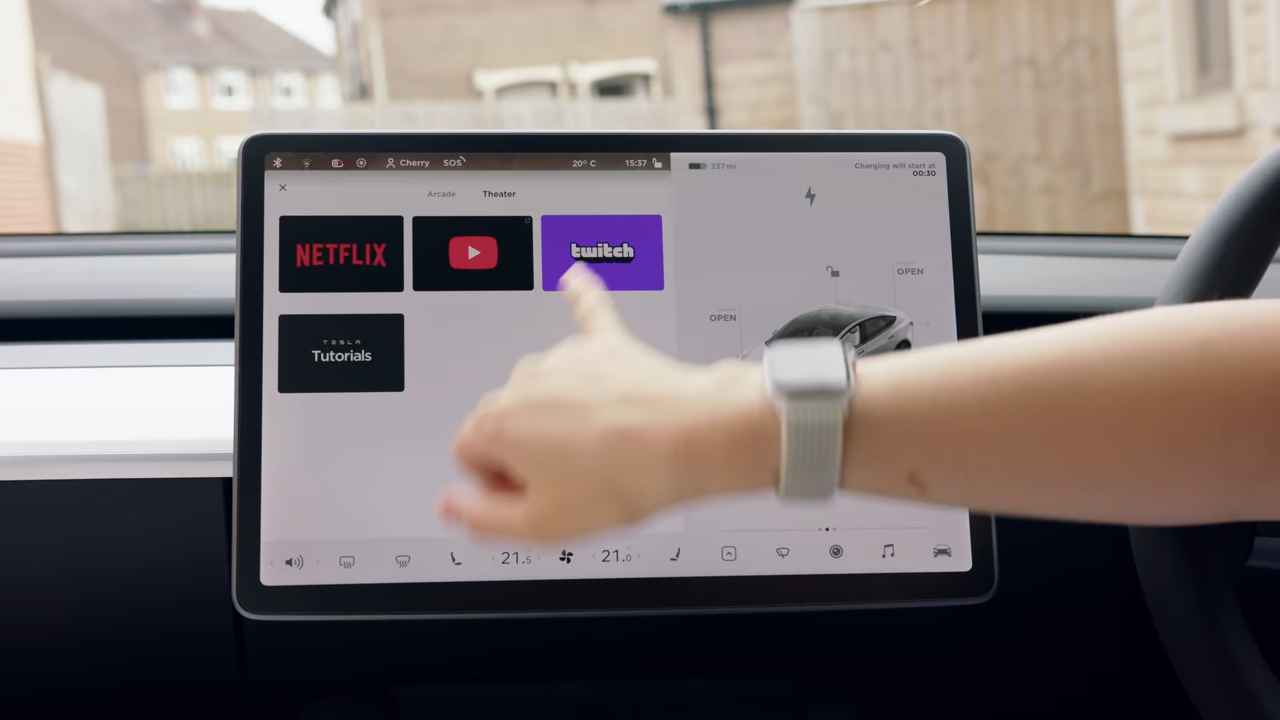 Cherry SOS 20° C 15:37
237 mi
Charging will start at
00:30
Arcade Theater
NETFLIX
twitch
OPEN
OPEN
TESLA
Tutorials
21.5
21.0